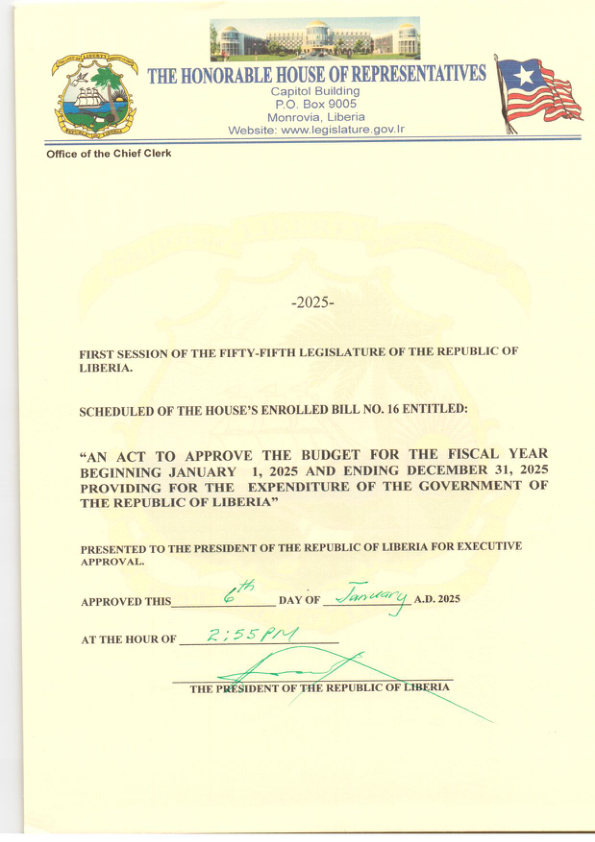 THE HONORABLE HOUSE OF REPRESENTATIVES
Capitol Building
P.O. Box 9005
Monrovia, Liberia
Website: www.legislature.gov.lr
Office of the Chief Clerk
-2025-
FIRST SESSION OF THE FIFTY-FIFTH LEGISLATURE OF THE REPUBLIC OF
LIBERIA.
SCHEDULED OF THE HOUSE'S ENROLLED BILL NO. 16 ENTITLED:
“AN ACT TO APPROVE THE BUDGET FOR THE FISCAL YEAR
BEGINNING JANUARY 1, 2025 AND ENDING DECEMBER 31, 2025
PROVIDING FOR THE EXPENDITURE OF THE GOVERNMENT OF
THE REPUBLIC OF LIBERIA”
PRESENTED TO THE PRESIDENT OF THE REPUBLIC OF LIBERIA FOR EXECUTIVE
APPROVAL.
APPROVED THIS 6th DAY OF January A.D. 2025
AT THE HOUR OF 2:55PM
THE PRESIDENT OF THE REPUBLIC OF LIBERIA